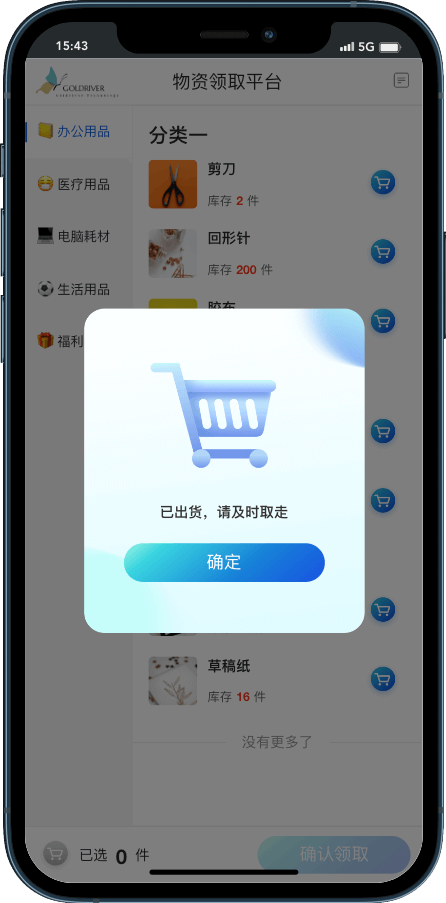 15:43
5G
GOLDRIVER
物资领取平台
办公用品
医疗用品
电脑耗材
生活用品
福利
分类一
剪刀
库存 2 件
回形针
库存 200 件
胶布
已出货，请及时取走
确定
草稿纸
库存 16 件
没有更多了
已选 0 件
确认领取